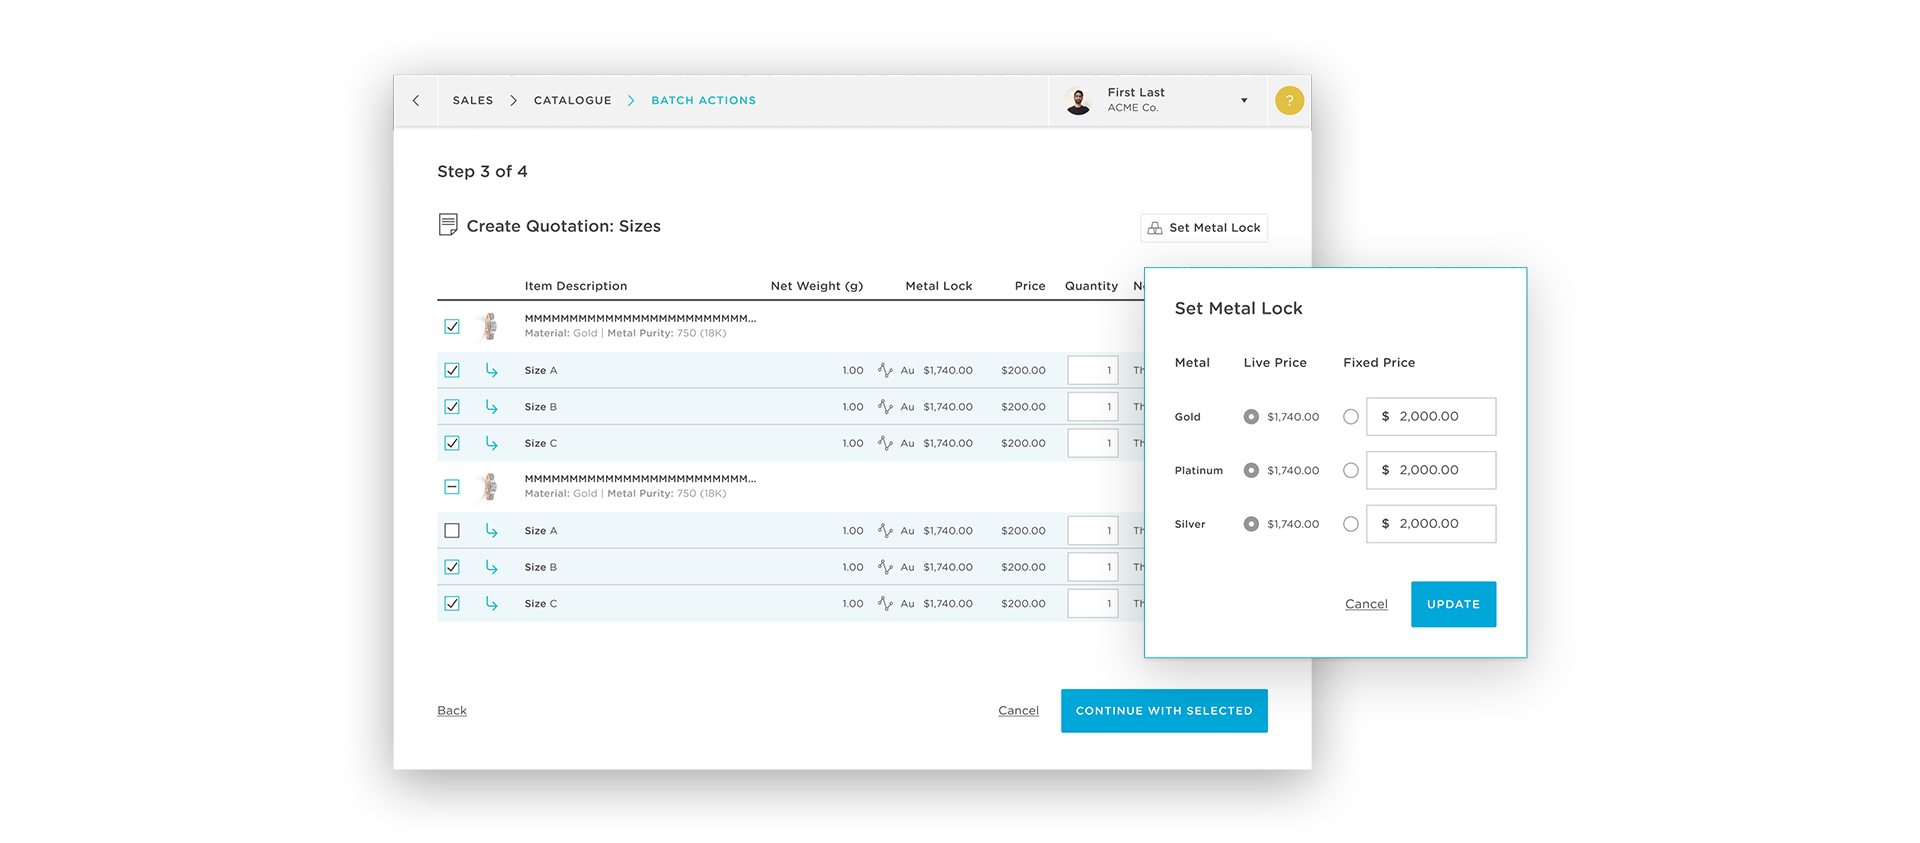 SALES > CATALOGUE > BATCH ACTIONS
First Last
ACME Co.
?
Step 3 of 4
Create Quotation: Sizes
Set Metal Lock
Item Description Net Weight (g) Metal Lock Price Quantity
MMMMMMMMMMMMMMMMMMMMMMMMM...
Material: Gold | Metal Purity: 750 (18K)
Size A 1.00 Au $1,740.00 $200.00 1 Th
Size B 1.00 Au $1,740.00 $200.00 1 Th
Size C 1.00 Au $1,740.00 $200.00 1 Th
MMMMMMMMMMMMMMMMMMMMMMMMM...
Material: Gold | Metal Purity: 750 (18K)
Size A 1.00 Au $1,740.00 $200.00 1 Th
Size B 1.00 Au $1,740.00 $200.00 1 Th
Size C 1.00 Au $1,740.00 $200.00 1 Th
Back
Cancel
CONTINUE WITH SELECTED
Set Metal Lock
Metal Live Price Fixed Price
Gold $1,740.00 $ 2,000.00
Platinum $1,740.00 $ 2,000.00
Silver $1,740.00 $ 2,000.00
Cancel
UPDATE